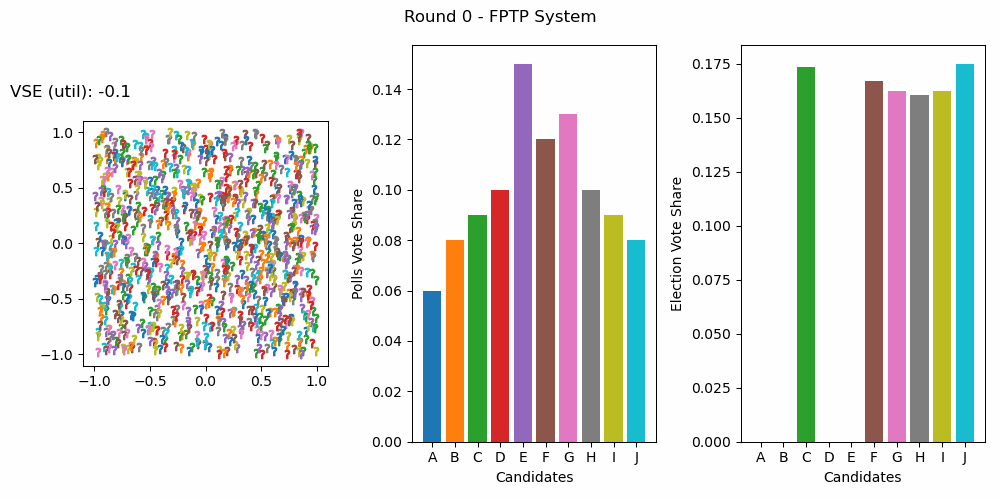 Round 0 - FPTP System
VSE (util): -0.1
1.0
0.5
0.0
−0.5
−1.0
−1.0 −0.5 0.0 0.5 1.0
Polls Vote Share
0.14
0.12
0.10
0.08
0.06
0.04
0.02
0.00
A B C D E F G H I J
Candidates
Election Vote Share
0.175
0.150
0.125
0.100
0.075
0.050
0.025
0.000
A B C D E F G H I J
Candidates